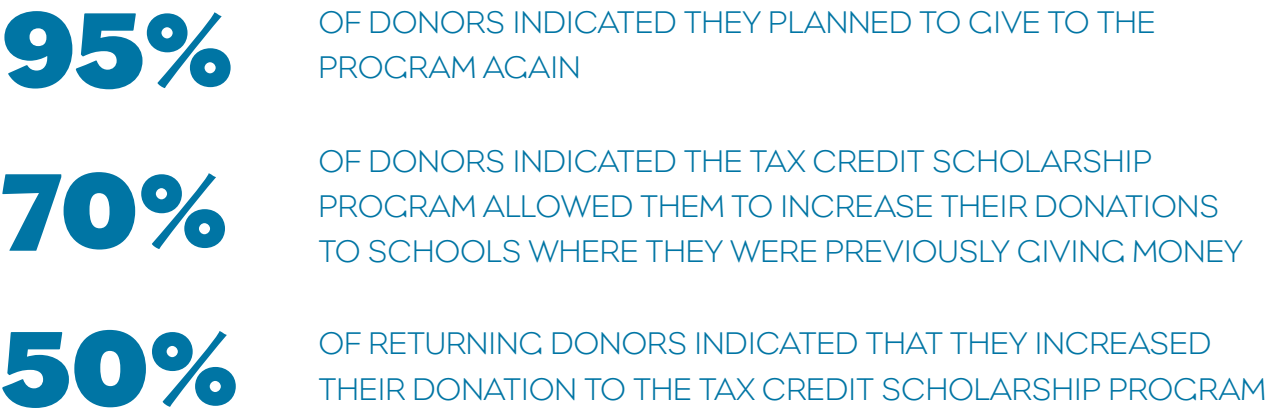 95%
OF DONORS INDICATED THEY PLANNED TO GIVE TO THE
PROGRAM AGAIN
70%
OF DONORS INDICATED THE TAX CREDIT SCHOLARSHIP
PROGRAM ALLOWED THEM TO INCREASE THEIR DONATIONS
TO SCHOOLS WHERE THEY WERE PREVIOUSLY GIVING MONEY
50%
OF RETURNING DONORS INDICATED THAT THEY INCREASED
THEIR DONATION TO THE TAX CREDIT SCHOLARSHIP PROGRAM